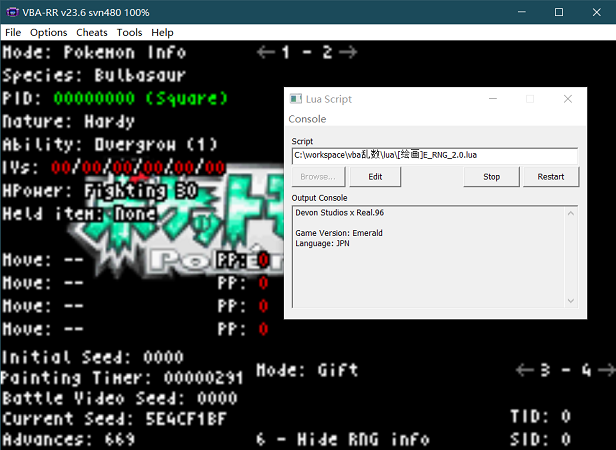 VBA-RR v23.6 svn480 100%
File Options Cheats Tools Help
Mode: Pokemon Info
← 1 - 2 →
Species: Bulbasaur
PID: 00000000 (Square)
Nature: Hardy
Ability: Overgrow (1)
IVs: 00/00/00/00/00/00
HPower: Fighting 30
Held item: None
Move: -- PP: 0
Move: -- PP: 0
Move: -- PP: 0
Move: -- PP: 0
Initial Seed: 0000
Painting Timer: 00000291
Battle Video Seed: 0000
Current Seed: 5E4CF1BF
Advances: 669
Mode: Gift
← 3 - 4 →
6 - Hide RNG info
TID: 0
SID: 0
Lua Script
Console
Script
C:\workspace\vba乱数\lua\[绘画]E_RNG_2.0.lua
Browse... Edit Stop Restart
Output Console
Devon Studios x Real.96
Game Version: Emerald
Language: JPN